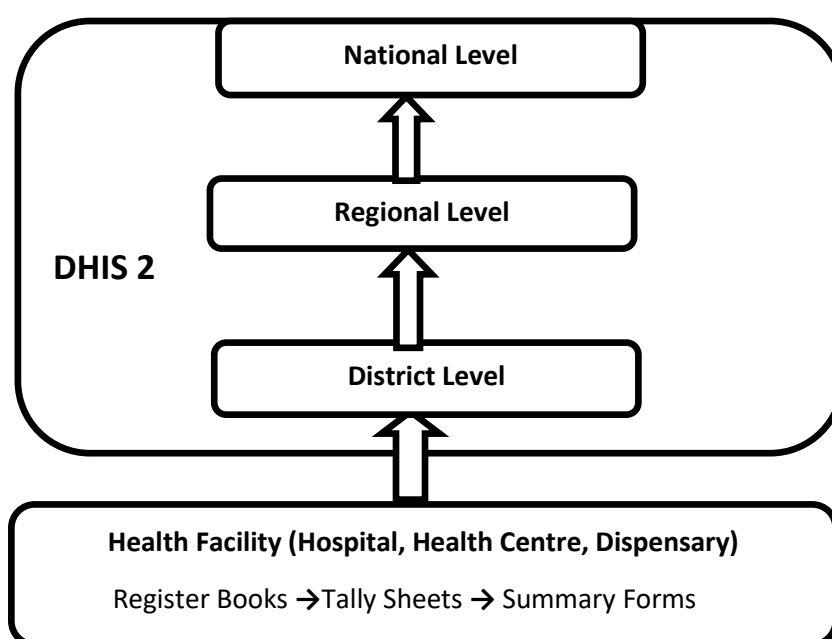 National Level
Regional Level
DHIS 2
District Level
Health Facility (Hospital, Health Centre, Dispensary)
Register Books →Tally Sheets → Summary Forms